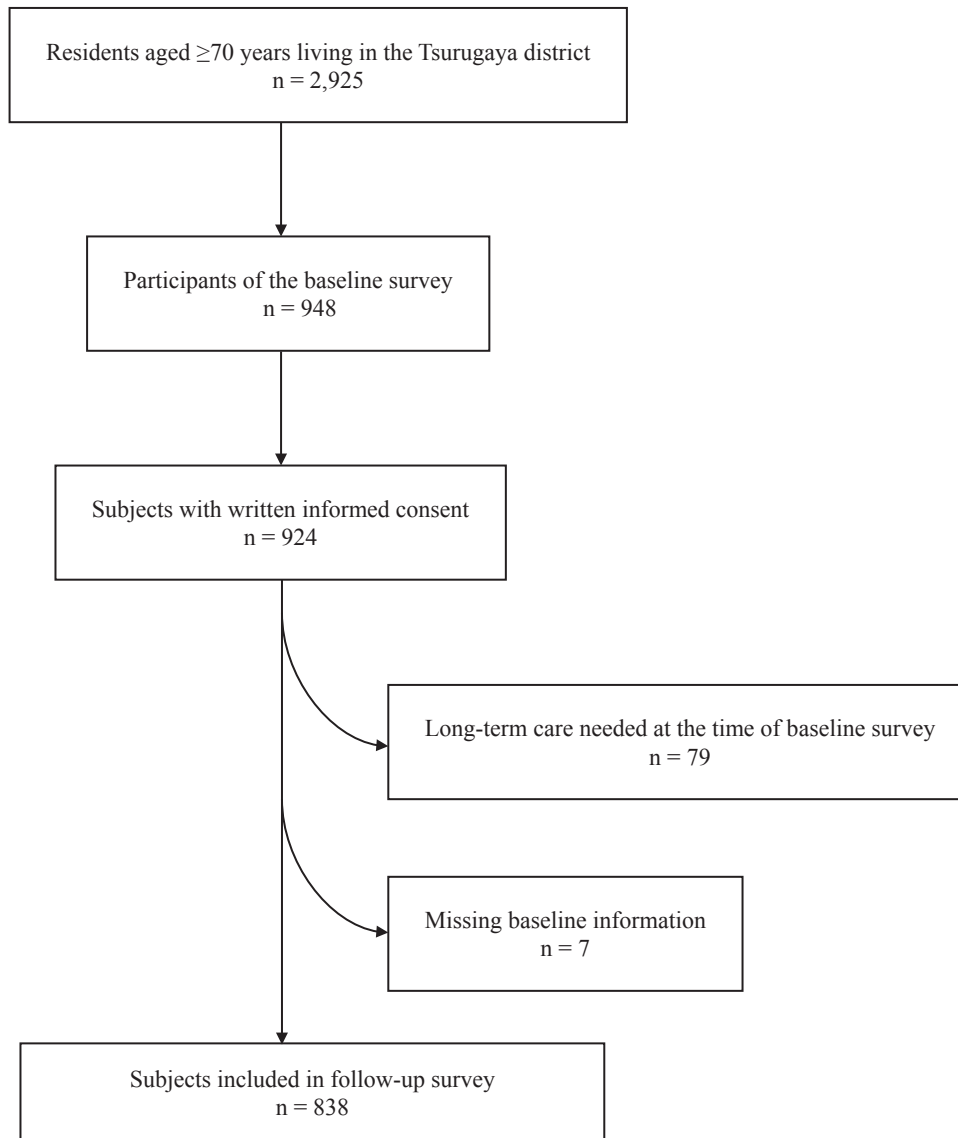 Residents aged ≥70 years living in the Tsurugaya district
n = 2,925
Participants of the baseline survey
n = 948
Subjects with written informed consent
n = 924
Long-term care needed at the time of baseline survey
n = 79
Missing baseline information
n = 7
Subjects included in follow-up survey
n = 838